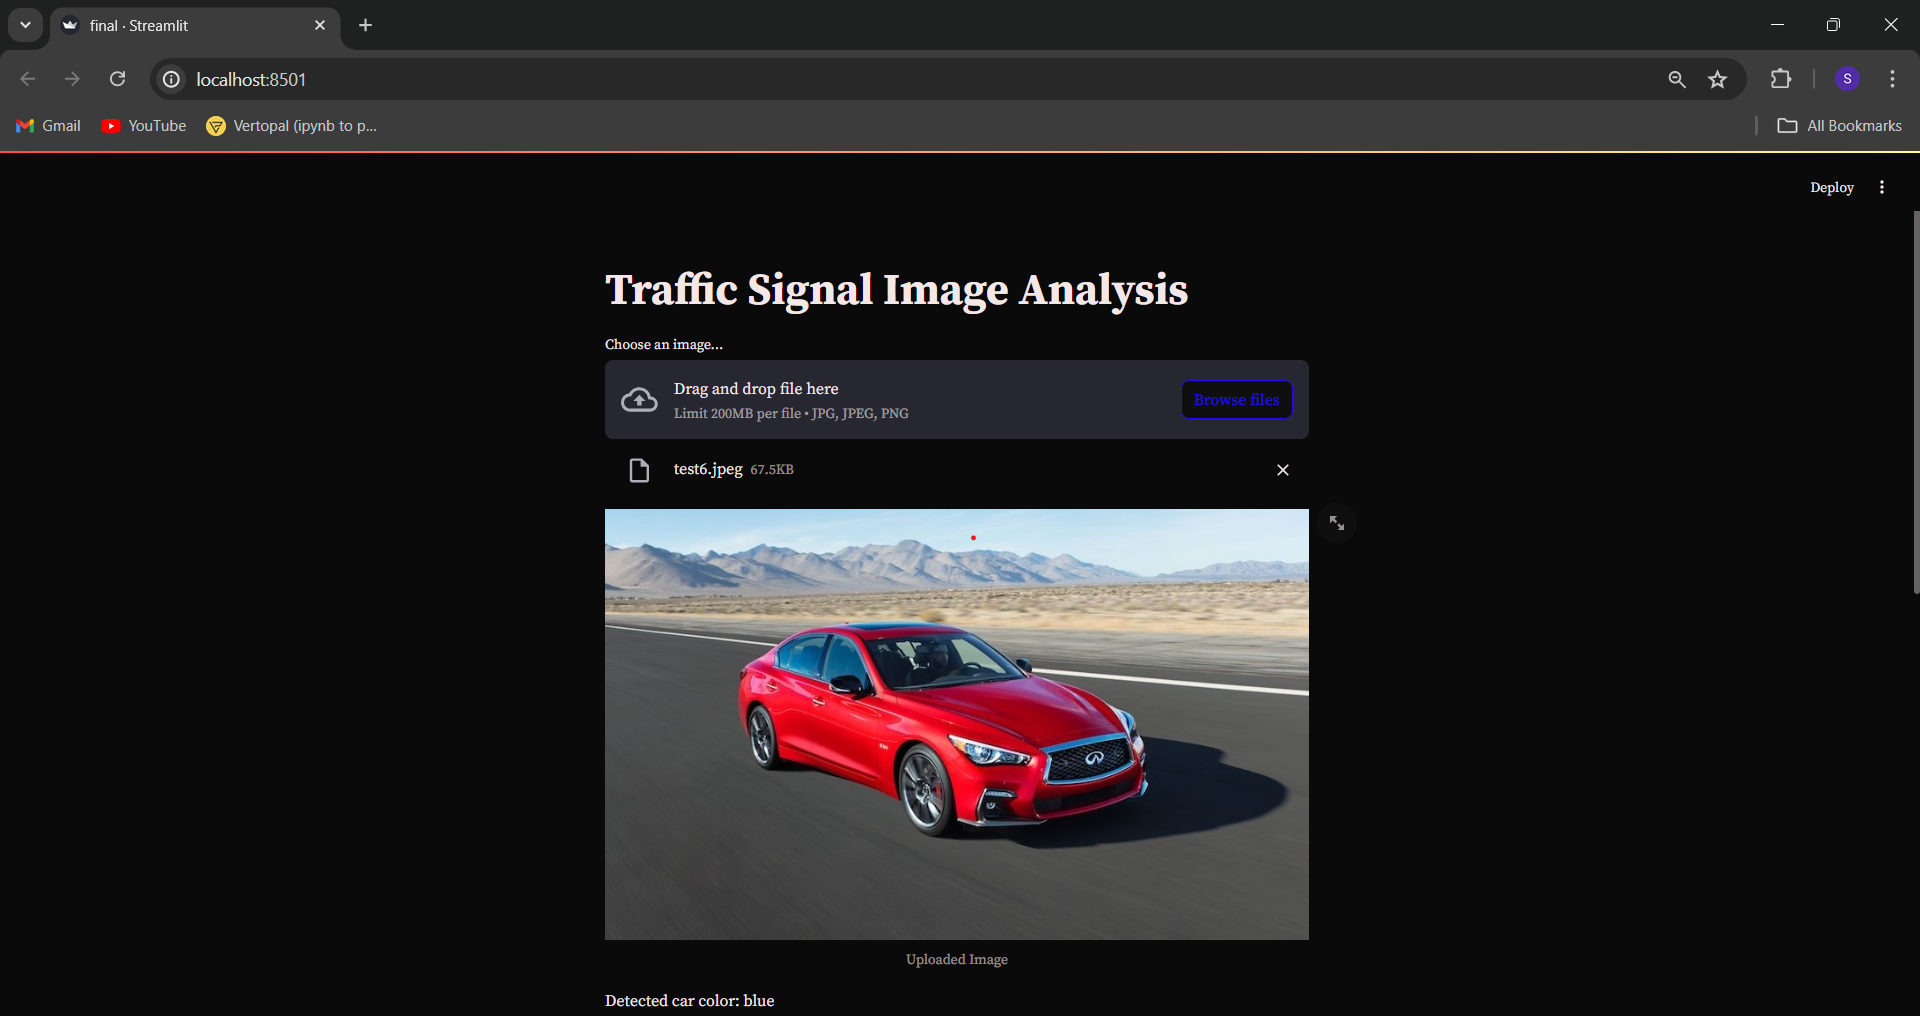 final · Streamlit
localhost:8501
S
Gmail
YouTube
Vertopal (ipynb to p...
All Bookmarks
Deploy
Traffic Signal Image Analysis
Choose an image...
Drag and drop file here
Limit 200MB per file • JPG, JPEG, PNG
Browse files
test6.jpeg 67.5KB
Uploaded Image
Detected car color: blue